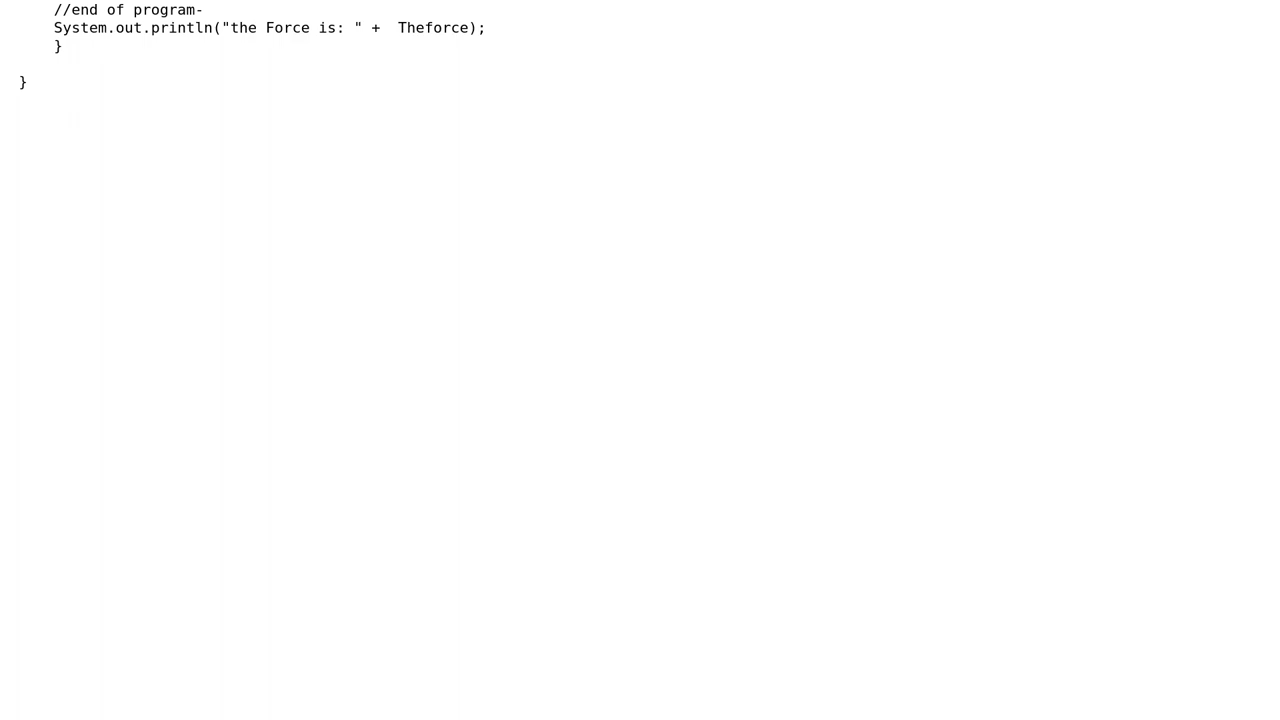 //end of program-
System.out.println("the Force is: " +  Theforce);
}
}